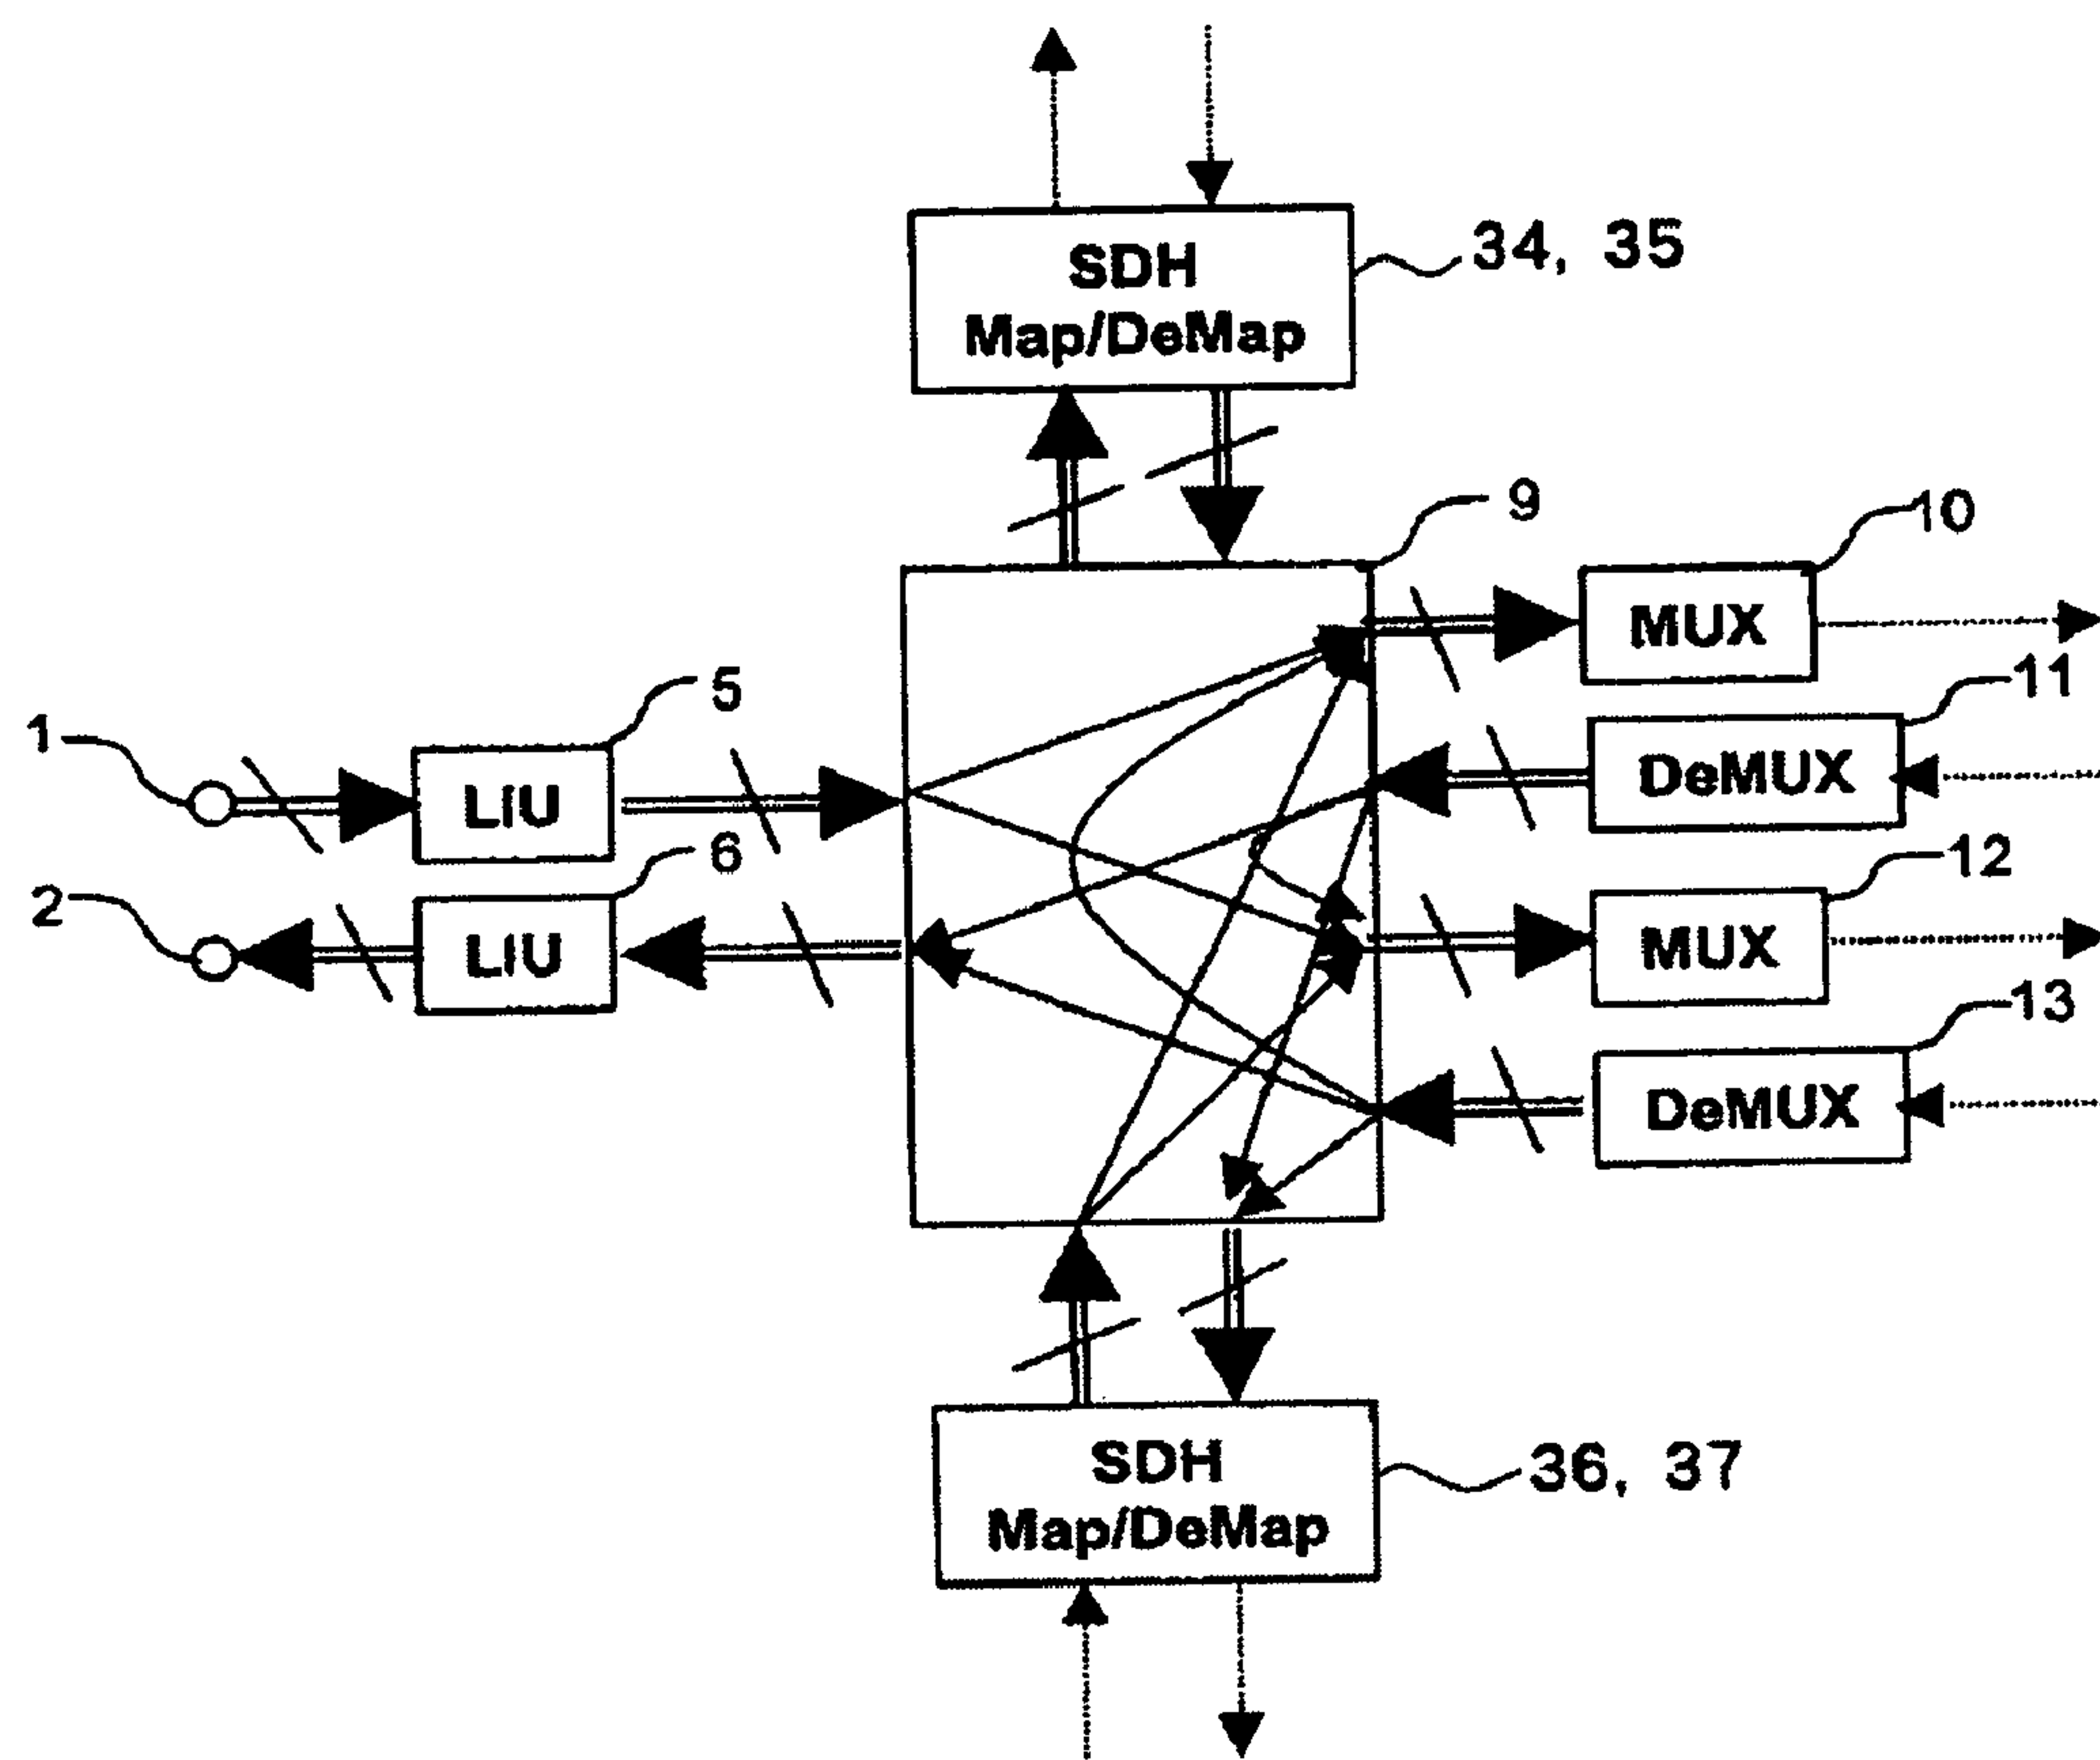 SDH
Map/DeMap
34, 35
9
10
MUX
11
5
1
LIU
DeMUX
6
12
2
LIU
MUX
13
DeMUX
SDH
Map/DeMap
36, 37